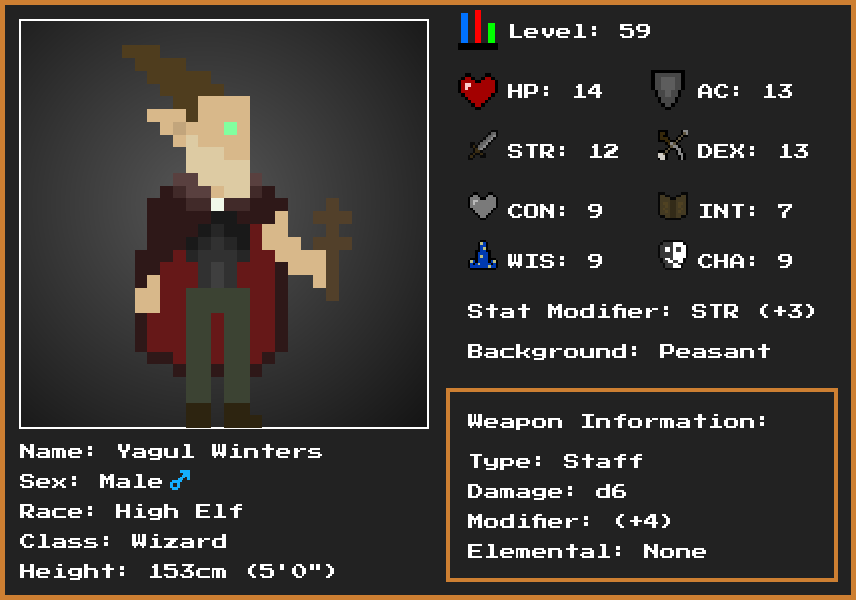 Level: 59
HP: 14
AC: 13
STR: 12
DEX: 13
CON: 9
INT: 7
WIS: 9
CHA: 9
Stat Modifier: STR (+3)
Background: Peasant
Weapon Information:
Type: Staff
Damage: d6
Modifier: (+4)
Elemental: None
Name: Yagul Winters
Sex: Male♂
Race: High Elf
Class: Wizard
Height: 153cm (5'0")